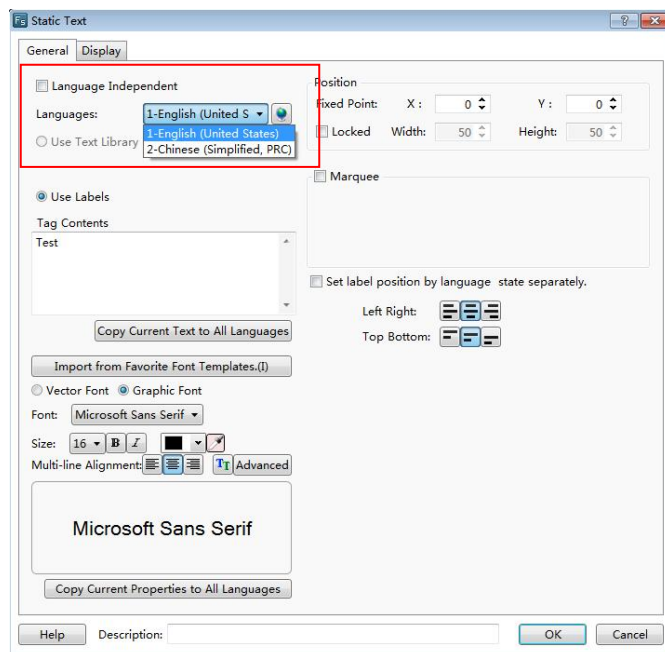 Fs Static Text
General Display
Language Independent
Languages: 1-English (United S
1-English (United States)
2-Chinese (Simplified, PRC)
Use Text Library
Position
Fixed Point: X : 0 Y : 0
Locked Width: 50 Height: 50
Use Labels
Tag Contents
Test
Copy Current Text to All Languages
Import from Favorite Font Templates.(I)
Vector Font Graphic Font
Font: Microsoft Sans Serif
Size: 16 B I
Multi-line Alignment: TI Advanced
Microsoft Sans Serif
Copy Current Properties to All Languages
Marquee
Set label position by language state separately.
Left Right:
Top Bottom:
Help Description: OK Cancel